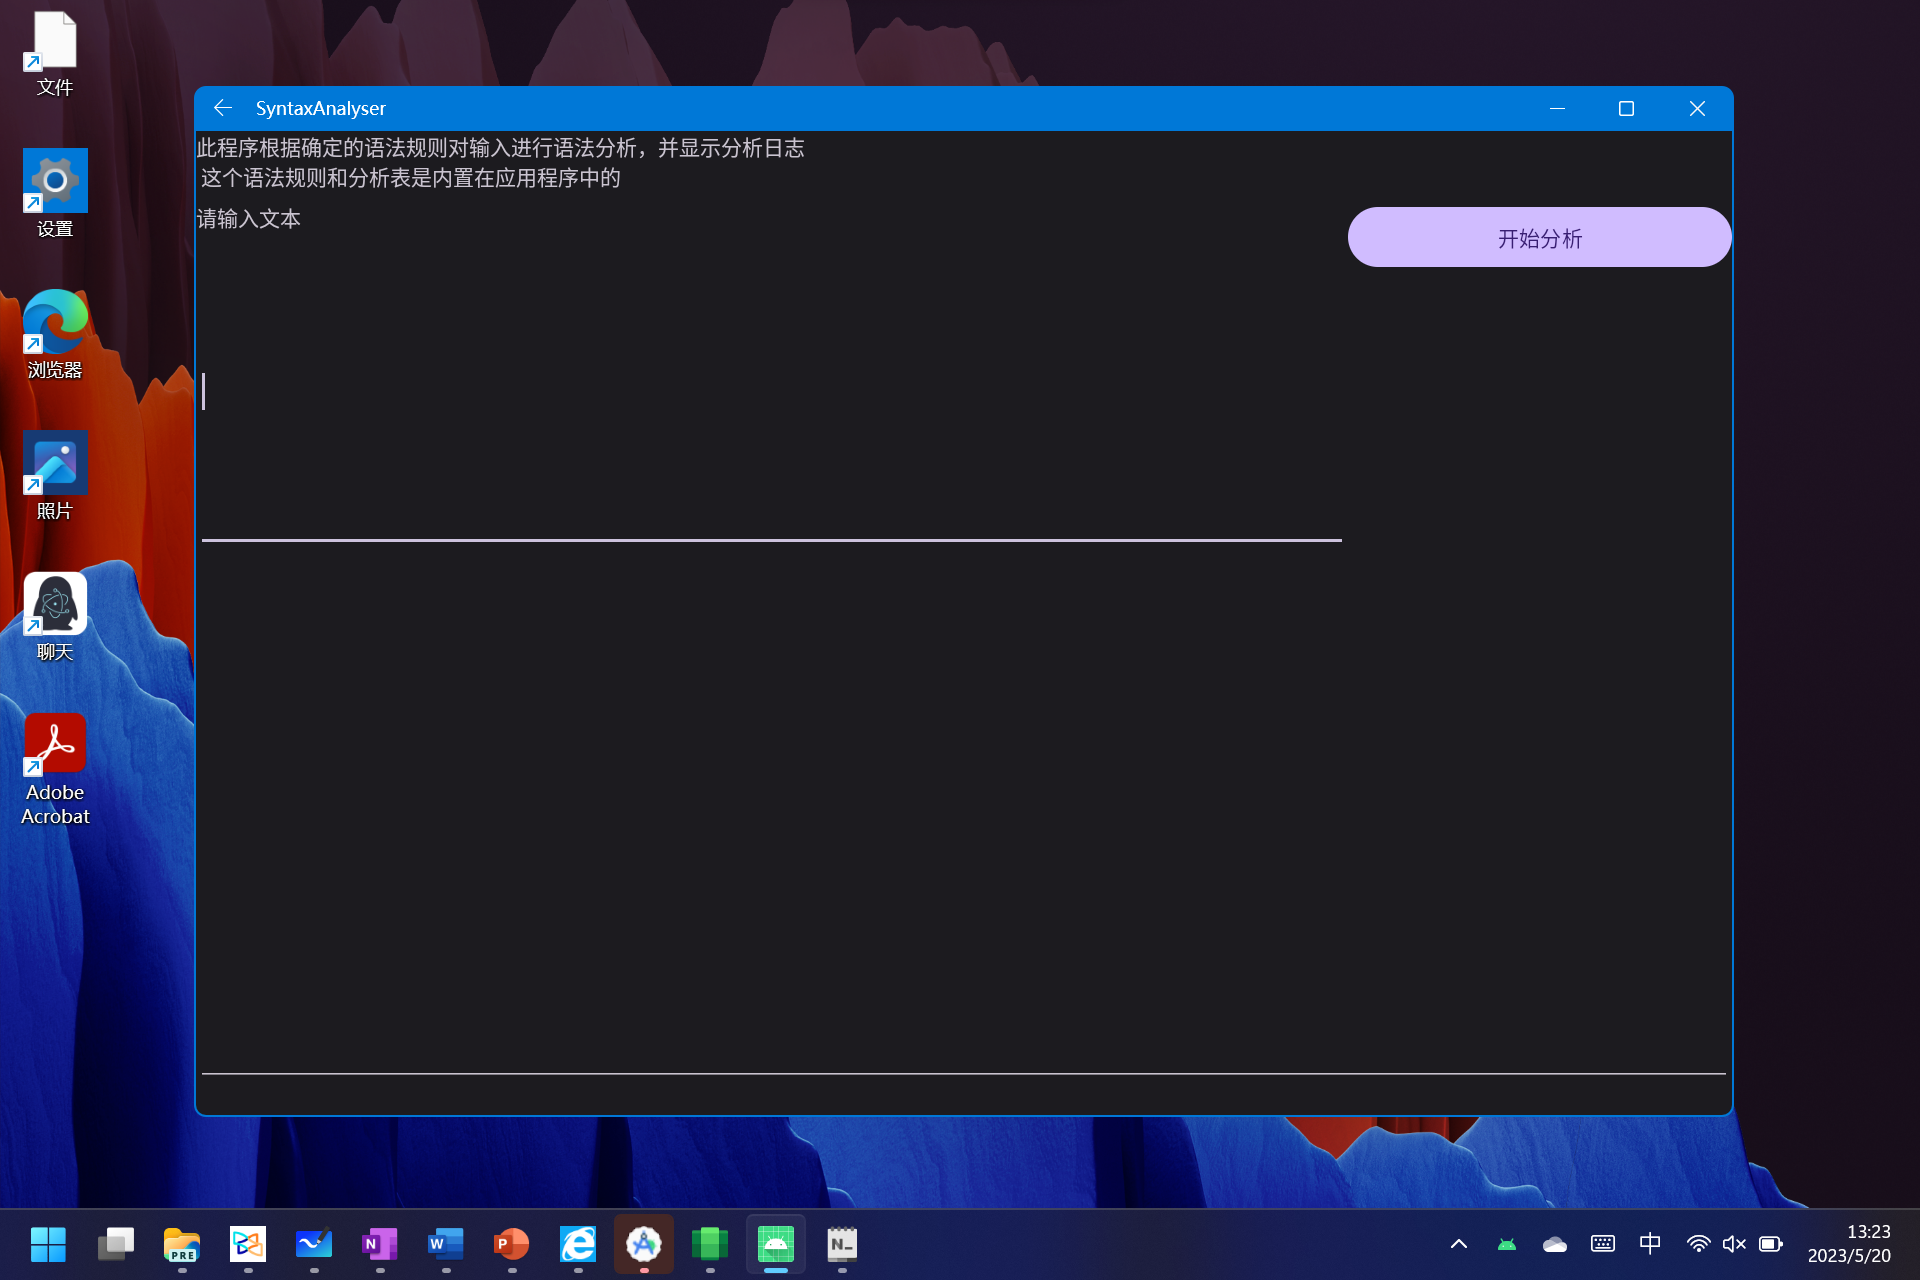 文件
设置
浏览器
照片
聊天
Adobe
Acrobat
SyntaxAnalyser
此程序根据确定的语法规则对输入进行语法分析，并显示分析日志
这个语法规则和分析表是内置在应用程序中的
请输入文本
开始分析
PRE
N
W
P
N_
中
13:23
2023/5/20